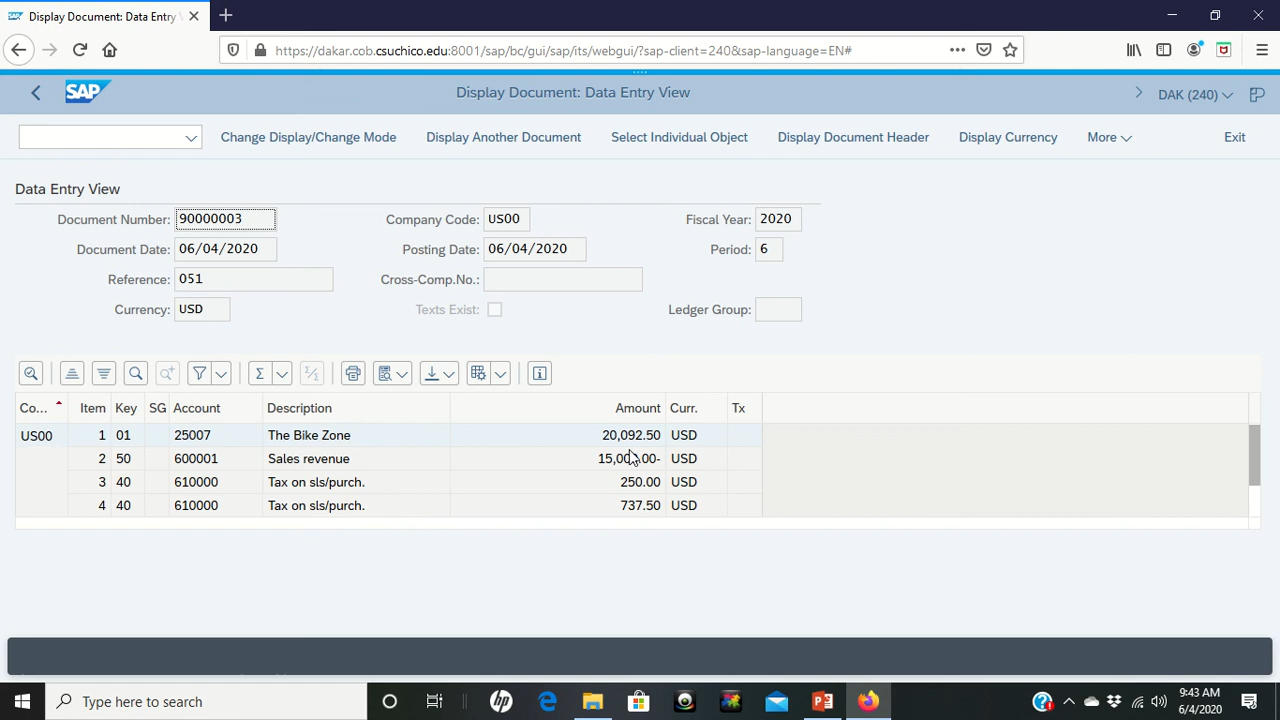 Display Document: Data Entry V
https://dakar.cob.csuchico.edu:8001/sap/bc/gui/sap/its/webgui/?sap-client=240&sap-language=EN#
SAP Display Document: Data Entry View DAK (240)
Change Display/Change Mode Display Another Document Select Individual Object Display Document Header Display Currency More Exit
Data Entry View
Document Number: 90000003 Company Code: US00 Fiscal Year: 2020
Document Date: 06/04/2020 Posting Date: 06/04/2020 Period: 6
Reference: 051 Cross-Comp.No.:
Currency: USD Texts Exist: Ledger Group:
Co... Item Key SG Account Description Amount Curr. Tx
US00 1 01 25007 The Bike Zone 20,092.50 USD
2 50 600001 Sales revenue USD
3 40 610000 Tax on sls/purch. 250.00 USD
4 40 610000 Tax on sls/purch. 737.50 USD
Type here to search
9:43 AM
6/4/2020